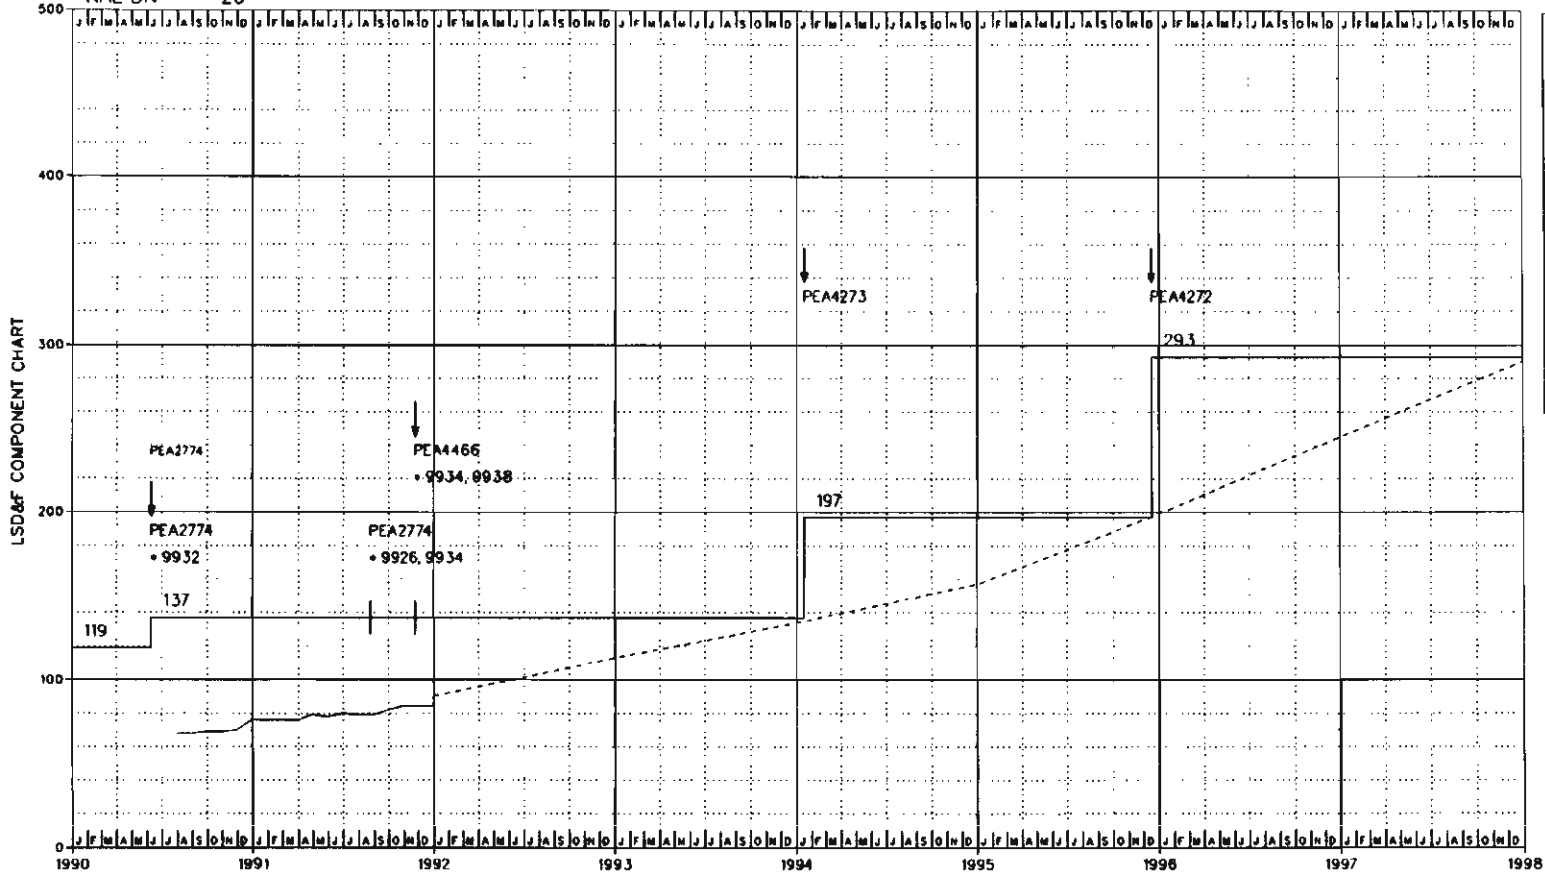 500
J F M A M J J A S O N D J F M A M J J A S O N D J F M A M J J A S O N D J F M A M J J A S O N D J F M A M J J A S O N D J F M A M J J A S O N D J F M A M J J A S O N D J F M A M J J A S O N D
400
PEA4273
PEA4272
300
293
LSD&F COMPONENT CHART
PEA2774
PEA4466
• 9934, 9938
197
200
PEA2774
PEA2774
• 9932
• 9926, 9934
137
119
100
0
J F M A M J J A S O N D J F M A M J J A S O N D J F M A M J J A S O N D J F M A M J J A S O N D J F M A M J J A S O N D J F M A M J J A S O N D J F M A M J J A S O N D J F M A M J J A S O N D
1990 1991 1992 1993 1994 1995 1996 1997 1998